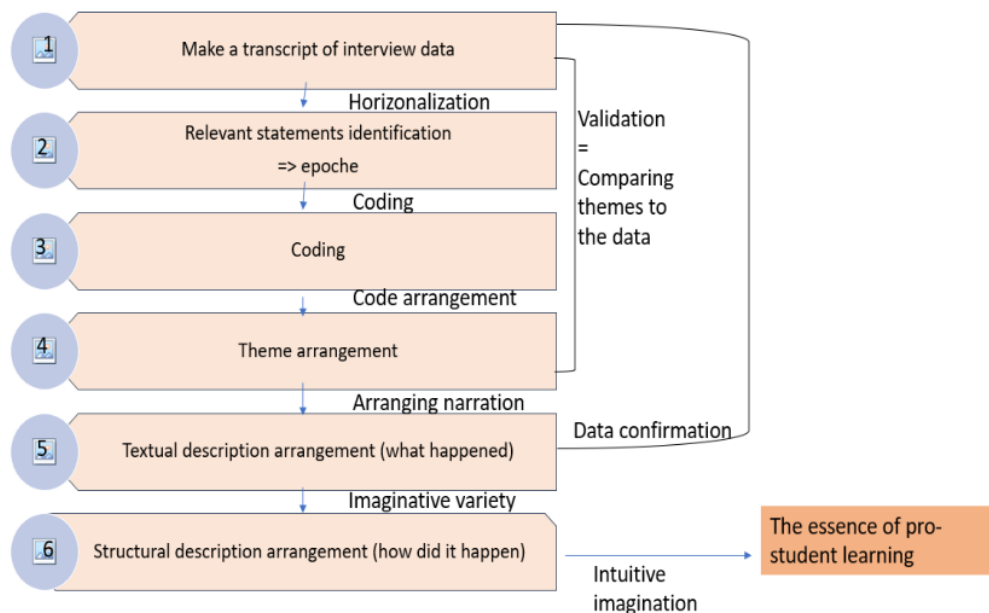 1
Make a transcript of interview data
Horizonalization
2
Relevant statements identification
=> epoche
Coding
3
Coding
Code arrangement
4
Theme arrangement
Arranging narration
5
Textual description arrangement (what happened)
Imaginative variety
6
Structural description arrangement (how did it happen)
Validation
=
Comparing
themes to
the data
Data confirmation
Intuitive
imagination
The essence of pro-
student learning